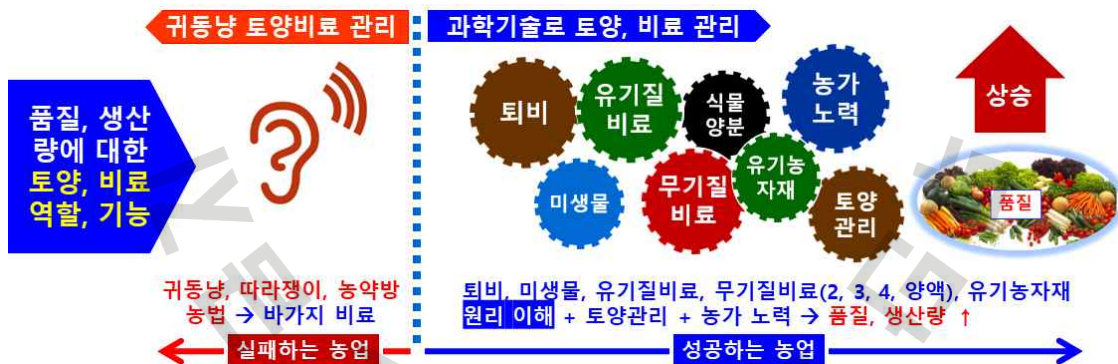 귀동냥 토양비료 관리
과학기술로 토양, 비료 관리
품질, 생산
량에 대한
토양, 비료
역할, 기능
퇴비
유기질
비료
식물
양분
농가
노력
미생물
무기질
비료
유기농
자재
토양
관리
상승
품질
귀동냥, 따라쟁이, 농약방
농법 → 바가지 비료
퇴비, 미생물, 유기질비료, 무기질비료(2, 3, 4, 양액), 유기농자재
원리 이해 + 토양관리 + 농가 노력 → 품질, 생산량 ↑
실패하는 농업
성공하는 농업